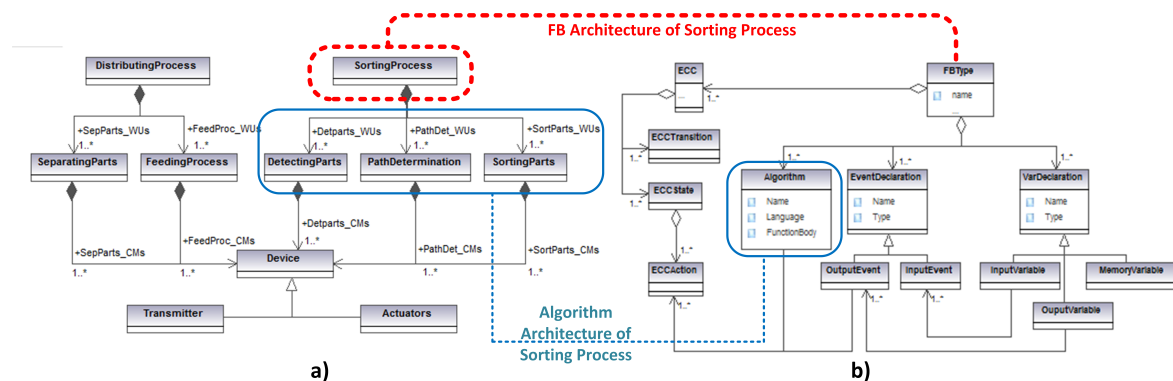 FB Architecture of Sorting Process
DistributingProcess
SortingProcess
+SepParts_WUs
1..*
+FeedProc_WUs
1..*
+Detparts_WUs
1..*
+PathDet_WUs
1..*
+SortParts_WUs
1..*
SeparatingParts
FeedingProcess
DetectingParts
PathDetermination
SortingParts
+SepParts_CMs
1..*
+FeedProc_CMs
1..*
+Detparts_CMs
1..*
+PathDet_CMs
1..*
+SortParts_CMs
1..*
Device
Transmitter
Actuators
Algorithm
Architecture of
Sorting Process
a)
ECC
...
1..*
FBType
name
...
ECCTransition
1..*
ECCState
1..*
1..*
ECCAction
1..*
1..*
Algorithm
Name
Language
FunctionBody
1..*
EventDeclaration
Name
Type
1..*
VarDeclaration
Name
Type
OutputEvent
1..*
InputEvent
1..*
InputVariable
MemoryVariable
OuputVariable
b)